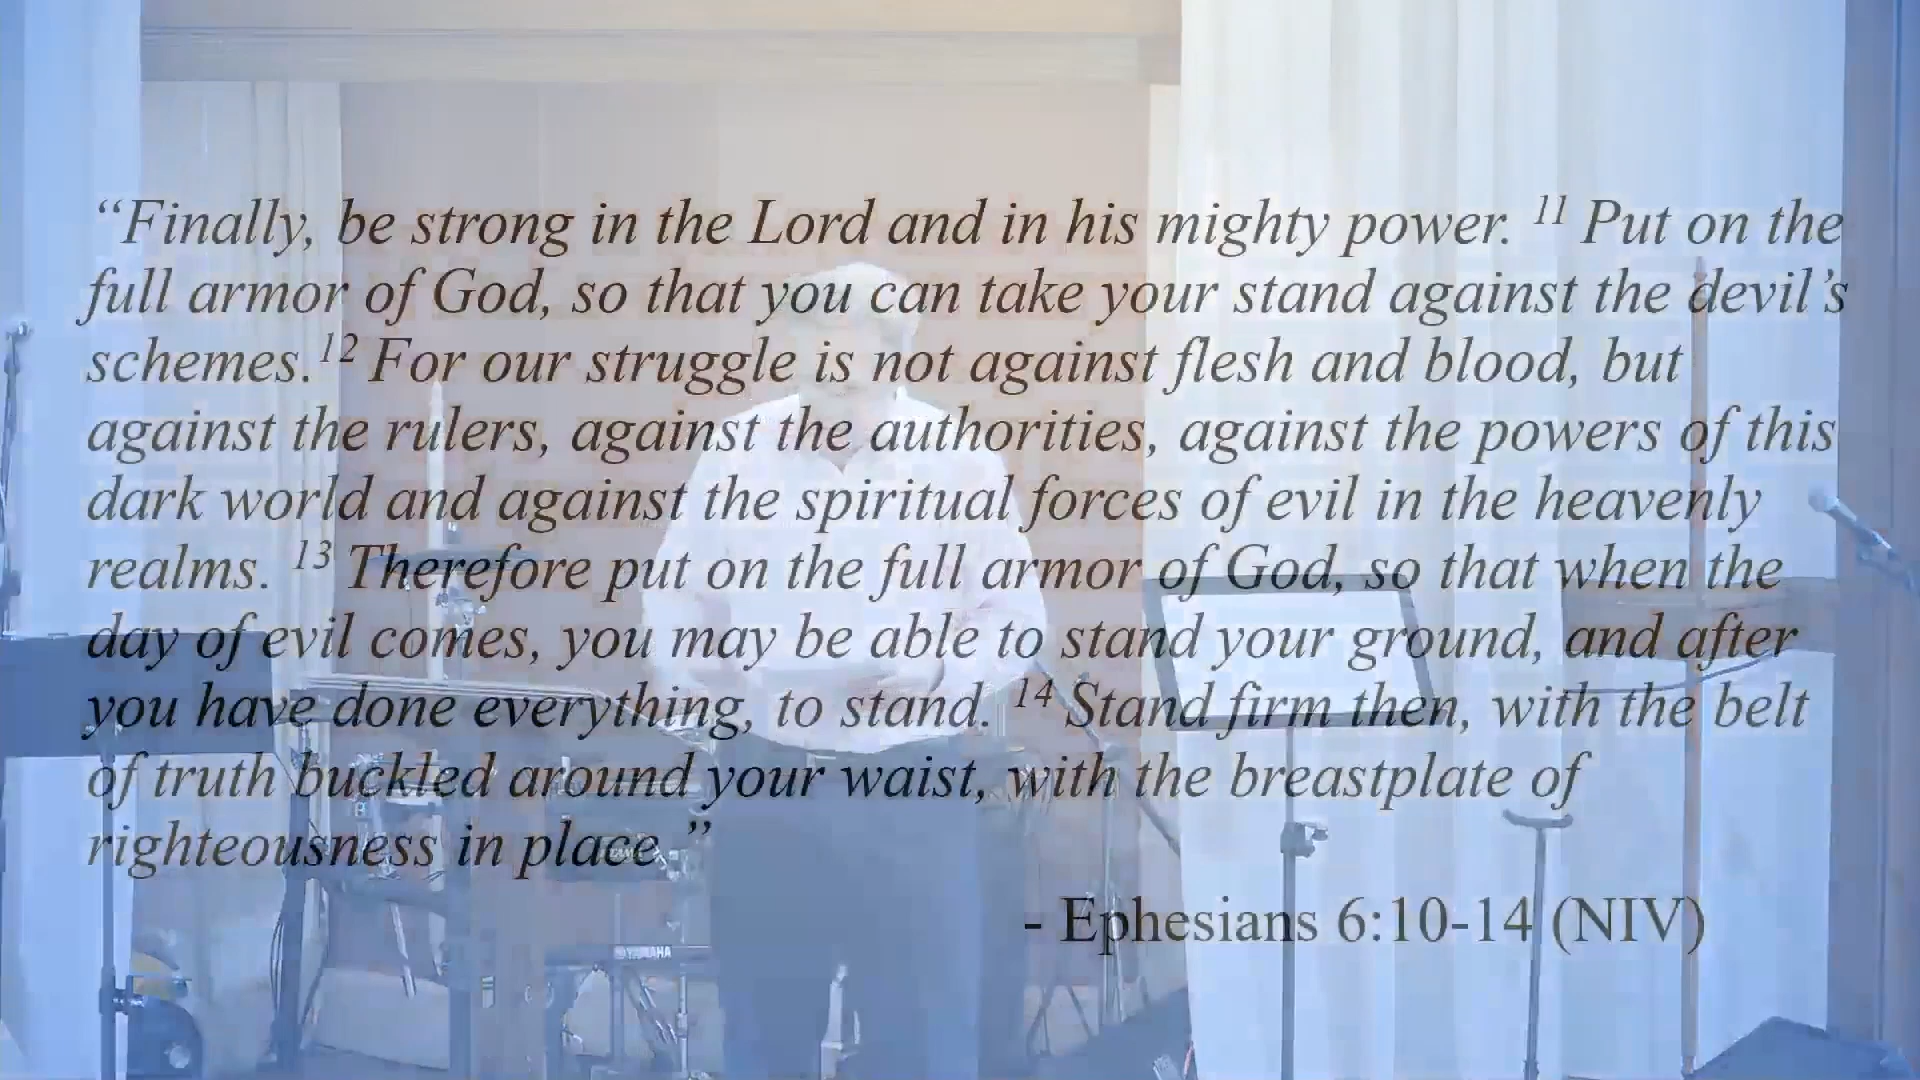 “Finally, be strong in the Lord and in his mighty power. 11 Put on the
full armor of God, so that you can take your stand against the devil’s
schemes.12 For our struggle is not against flesh and blood, but
against the rulers, against the authorities, against the powers of this
dark world and against the spiritual forces of evil in the heavenly
realms. 13 Therefore put on the full armor of God, so that when the
day of evil comes, you may be able to stand your ground, and after
you have done everything, to stand. 14 Stand firm then, with the belt
of truth buckled around your waist, with the breastplate of
righteousness in place.”
- Ephesians 6:10-14 (NIV)
YAMAHA